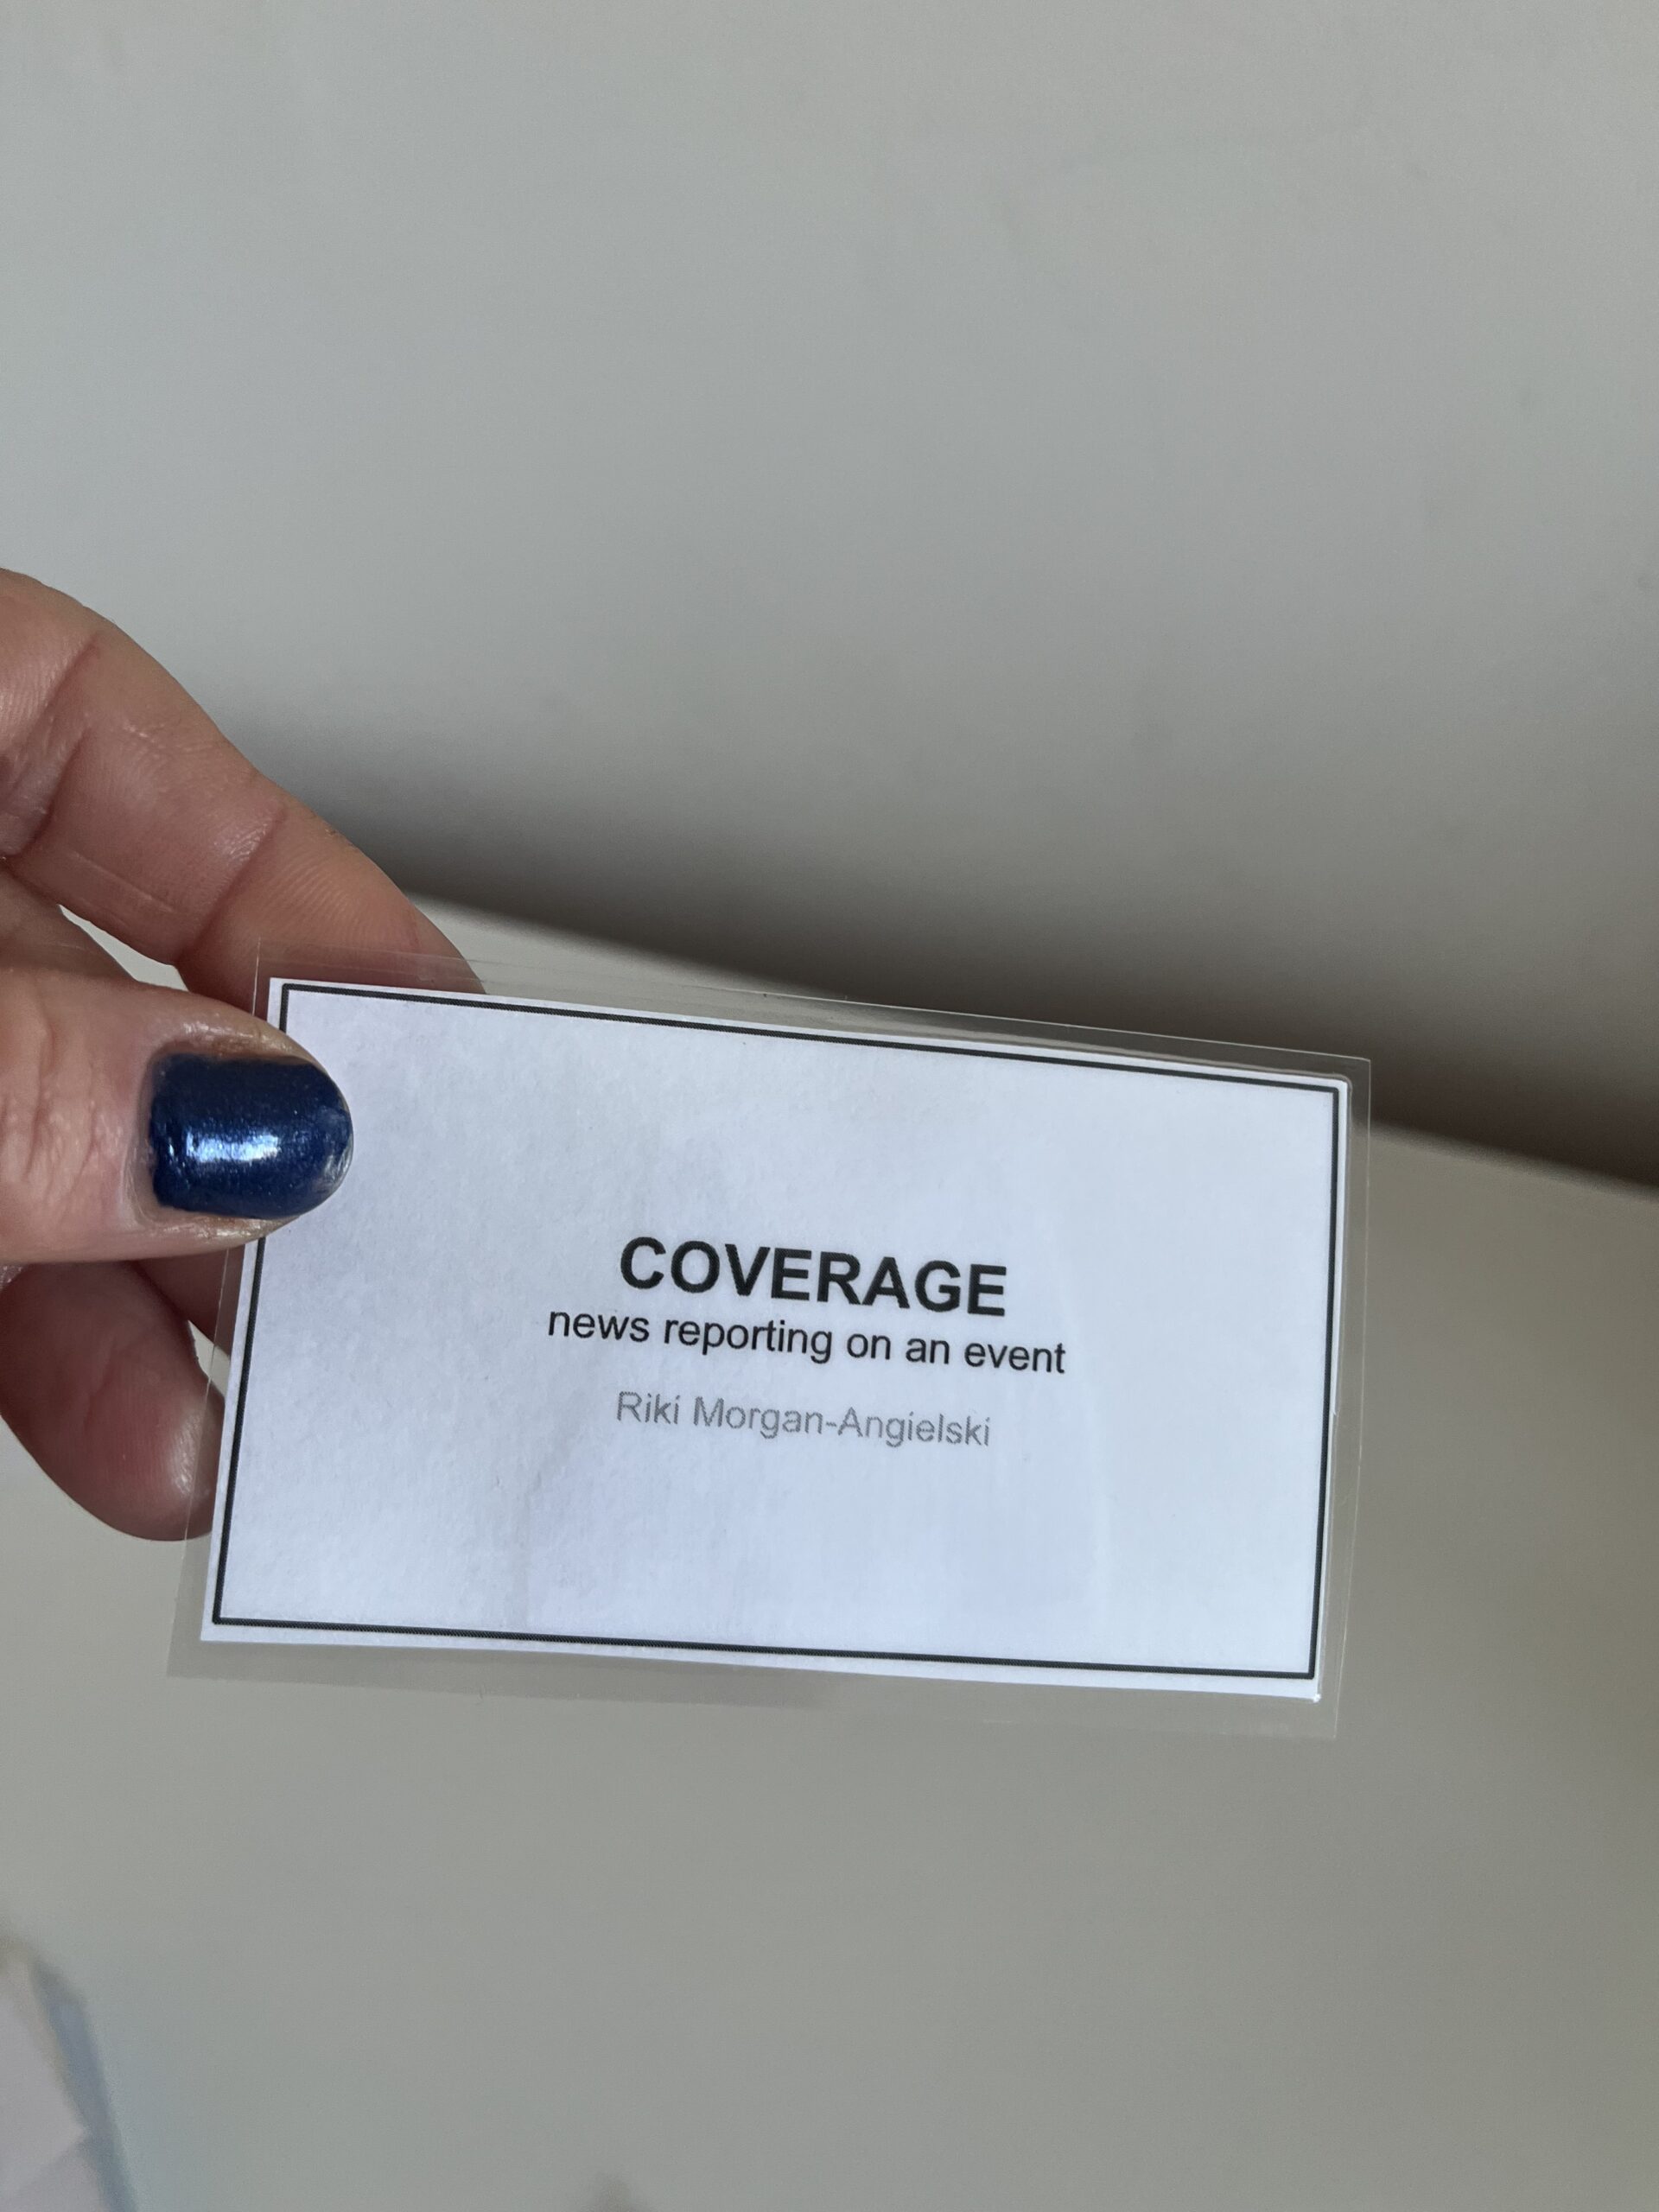 COVERAGE
news reporting on an event
Riki Morgan-Angielski